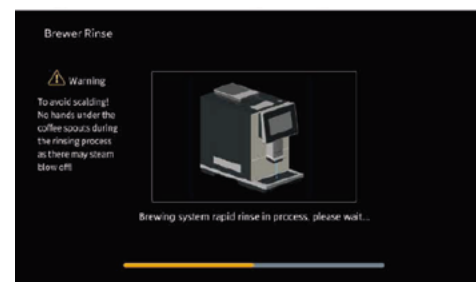 Brewer Rinse
Warning
To avoid scalding!
No hands under the
coffee spouts during
the rinsing process
as there may steam
blow off!
Brewing system rapid rinse in process, please wait...